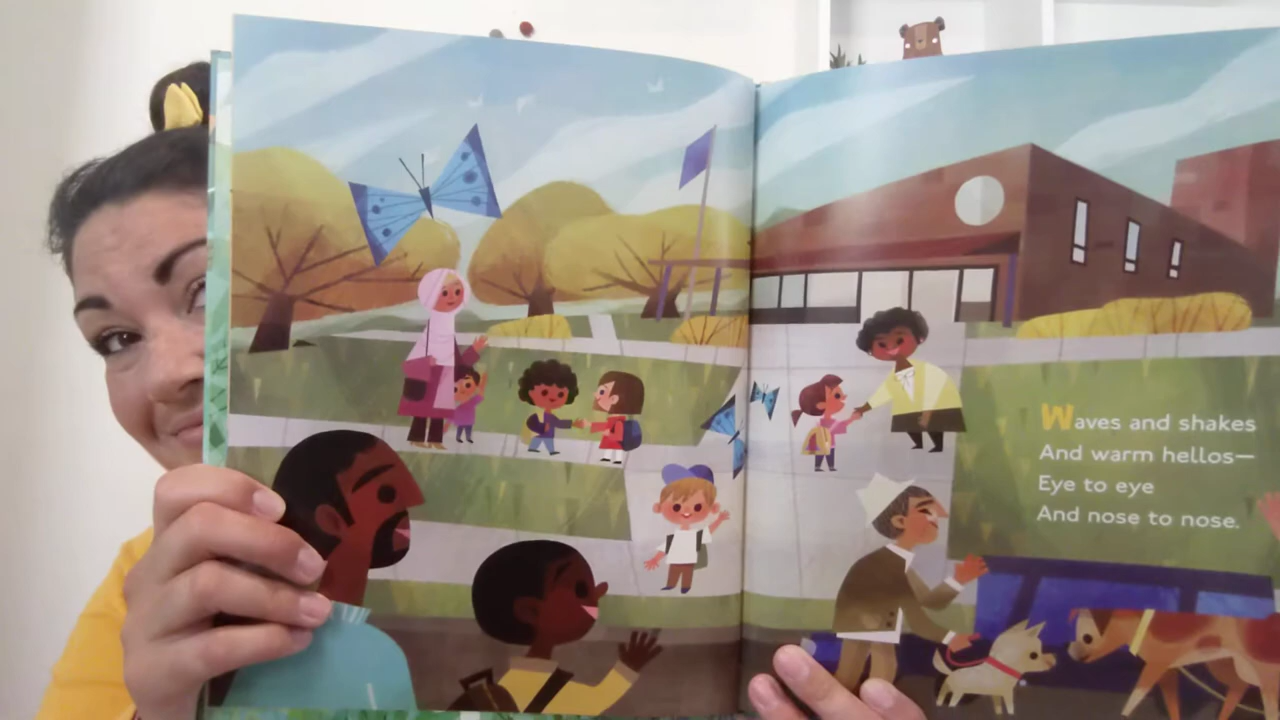 Waves and shakes
And warm hellos—
Eye to eye
And nose to nose.